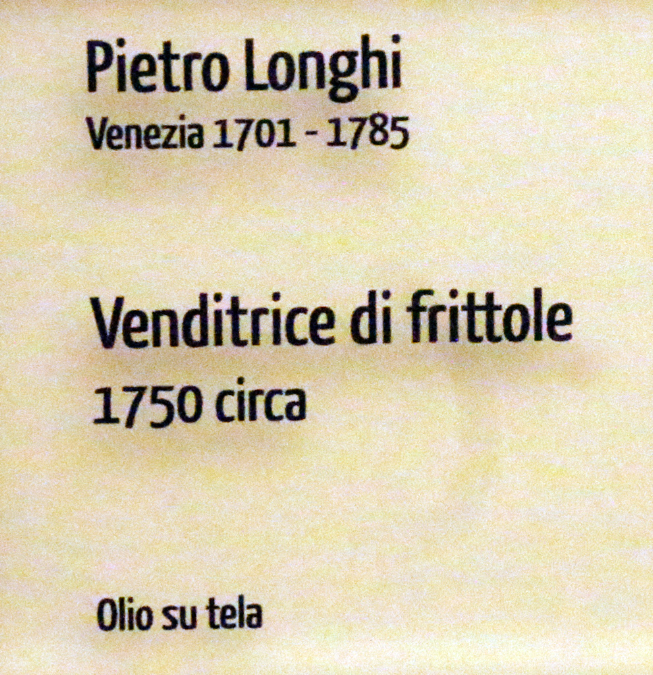 Pietro Longhi
Venezia 1701 - 1785
Venditrice di frittole
1750 circa
Olio su tela